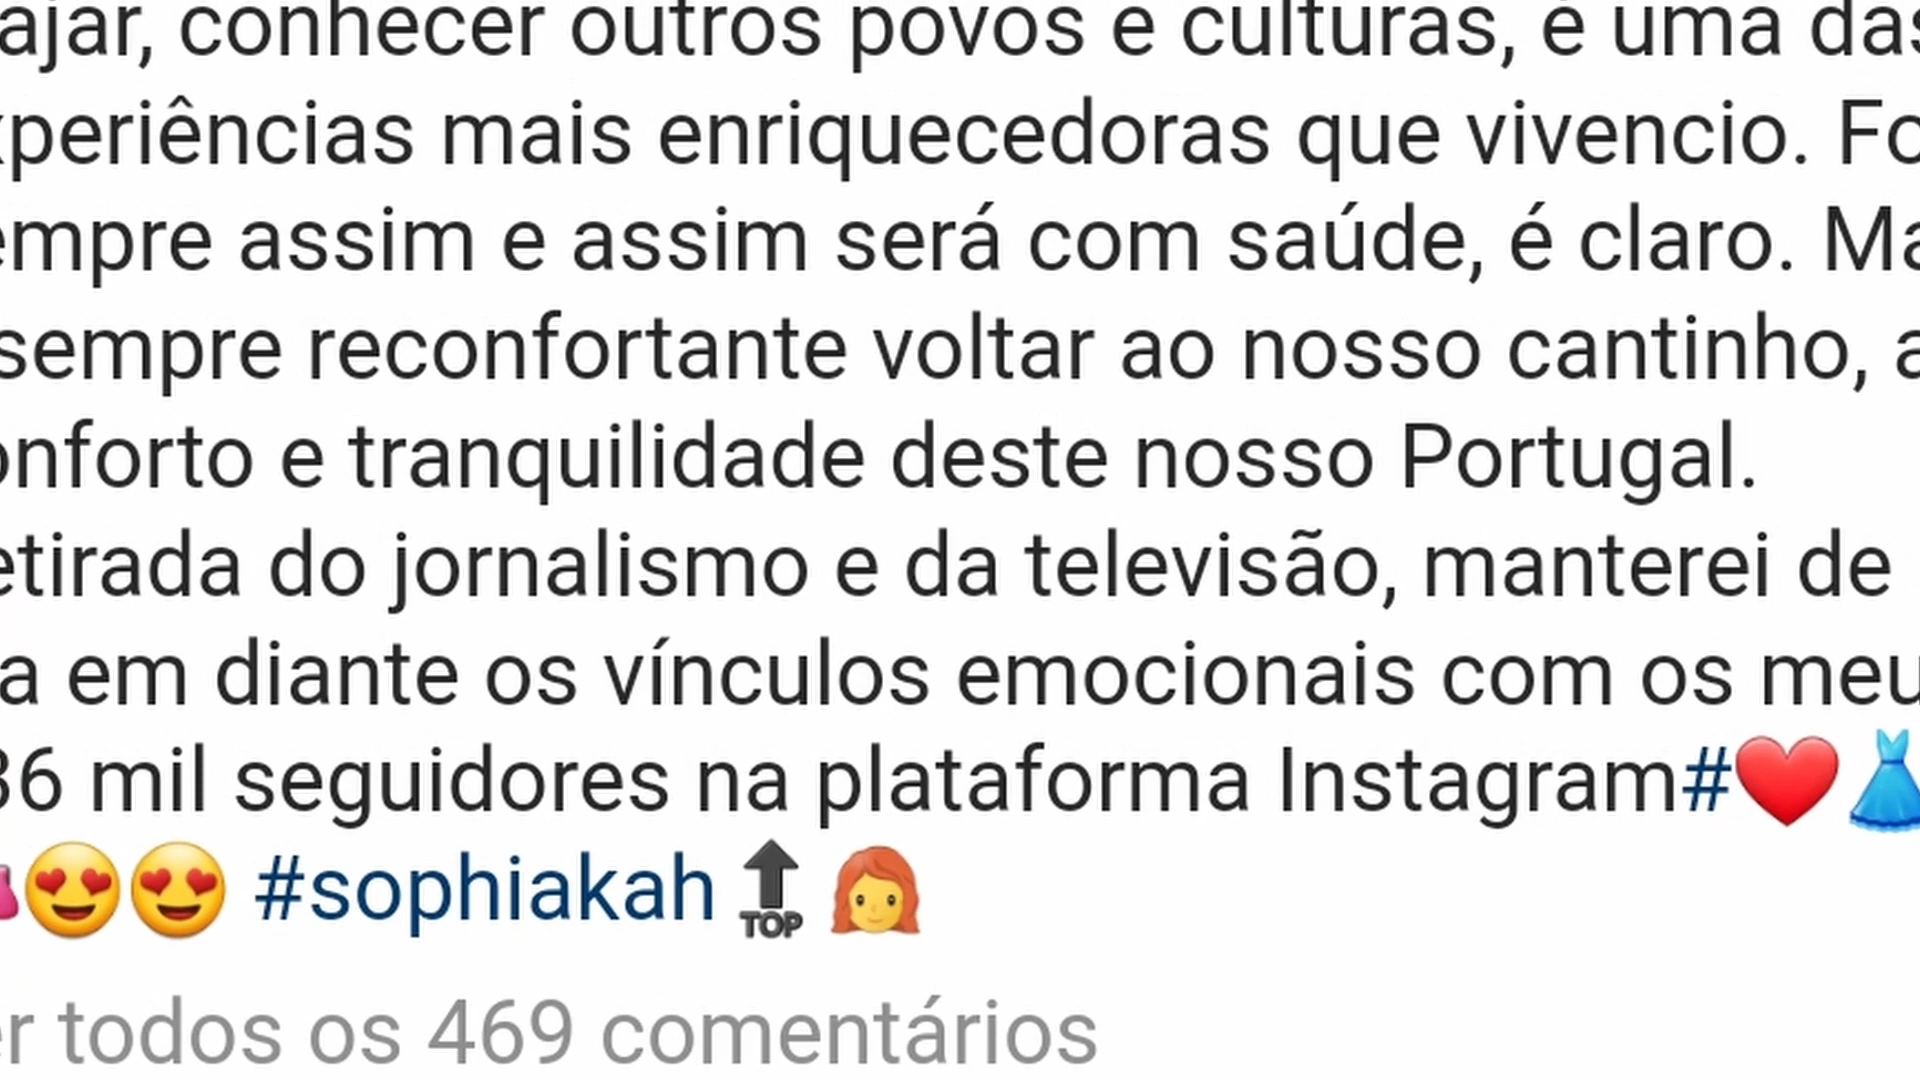 ajar, conhecer outros povos e culturas, é uma das
xperiências mais enriquecedoras que vivencio. Fo
empre assim e assim será com saúde, é claro. Ma
sempre reconfortante voltar ao nosso cantinho, a
onforto e tranquilidade deste nosso Portugal.
etirada do jornalismo e da televisão, manterei de
a em diante os vínculos emocionais com os meu
36 mil seguidores na plataforma Instagram#❤️👗
😍😍 #sophiakah🔝👩‍🦰
er todos os 469 comentários